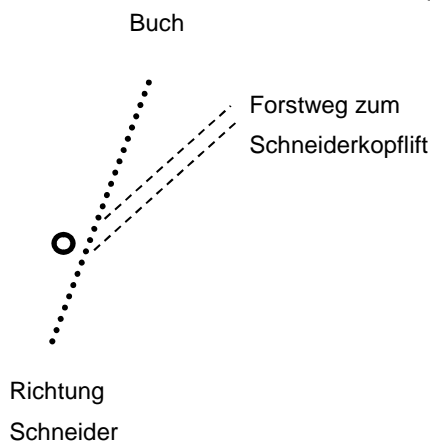 Buch
Forstweg zum
Schneiderkopflift
Richtung
Schneider